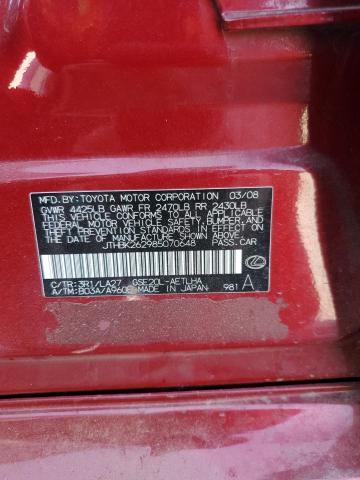 MFD. BY: TOYOTA MOTOR CORPORATION 03/08
GVWR 4425LB GAWR FR 2470LB RR 2430LB
THIS VEHICLE CONFORMS TO ALL APPLICABLE
FEDERAL MOTOR VEHICLE SAFETY, BUMPER, AND
THEFT PREVENTION STANDARDS IN EFFECT ON
THE DATE OF MANUFACTURE SHOWN ABOVE.
JTHBK262985070648 PASS. CAR
C/TR: 3R1/LA27 GSE20L-AETLHA
A/TM: B03A/A960E MADE IN JAPAN 981 A